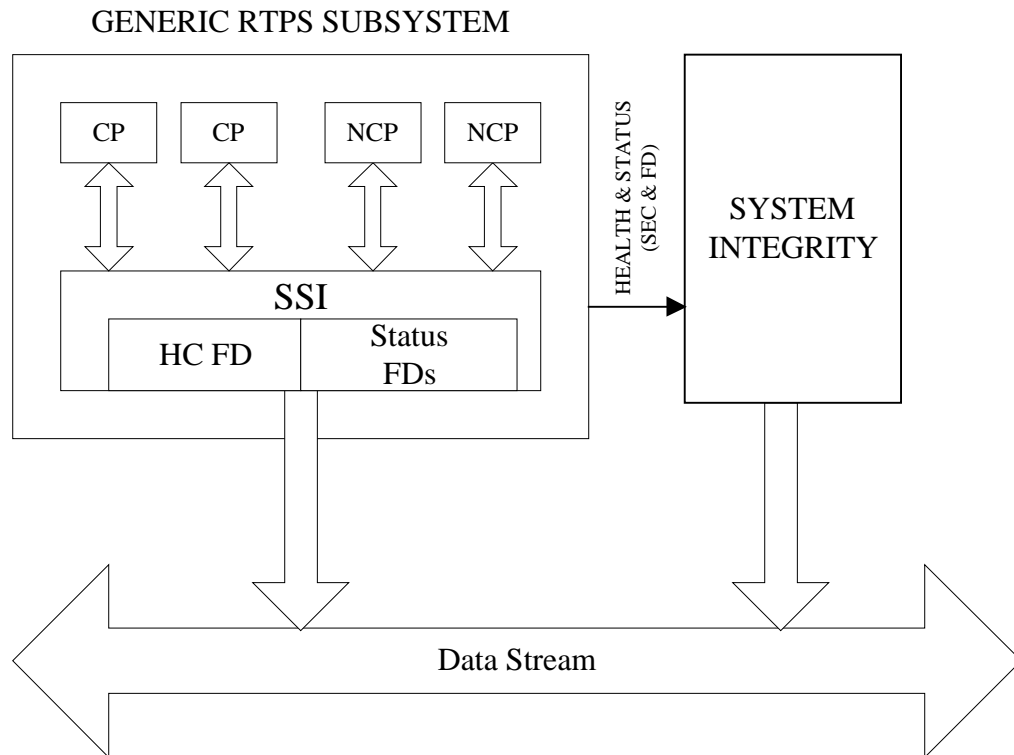 GENERIC RTPS SUBSYSTEM
CP
CP
NCP
NCP
SSI
HC FD
Status
FDs
HEALTH & STATUS
(SEC & FD)
SYSTEM
INTEGRITY
Data Stream